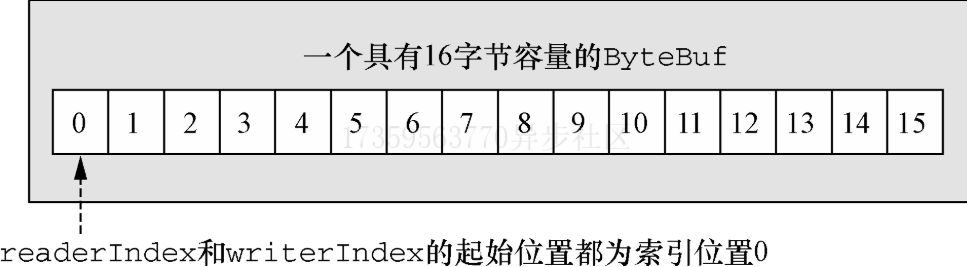 一个具有16字节容量的ByteBuf
0 1 2 3 4 5 6 7 8 9 10 11 12 13 14 15
17359563770异步社区
readerIndex和writerIndex的起始位置都为索引位置0